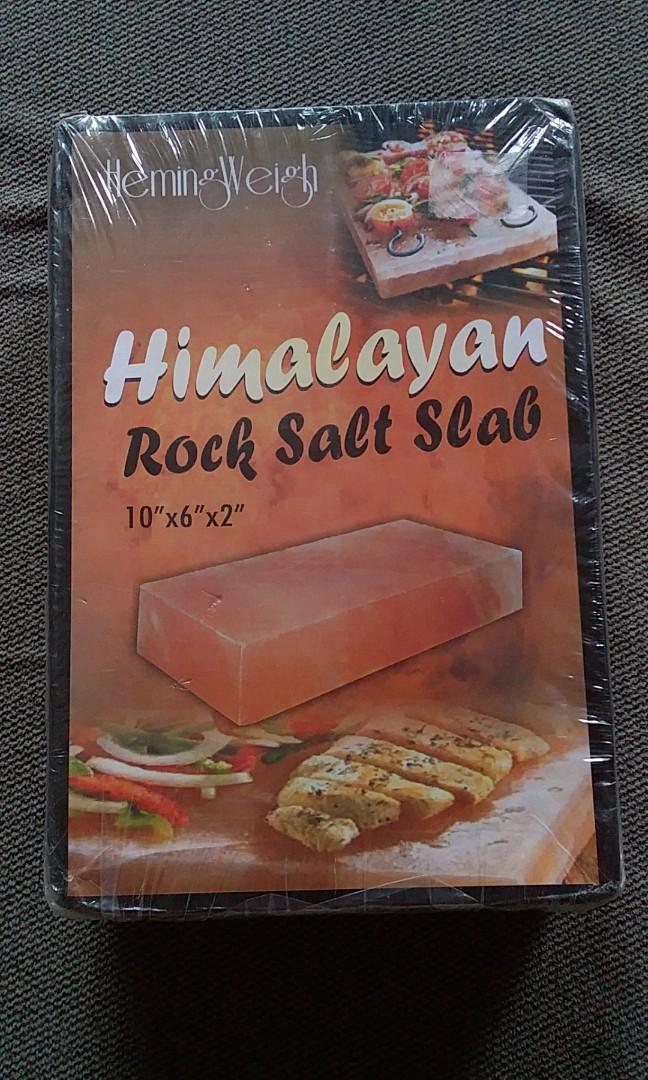 HemingWeigh
Himalayan
Rock Salt Slab
10"x6"x2"